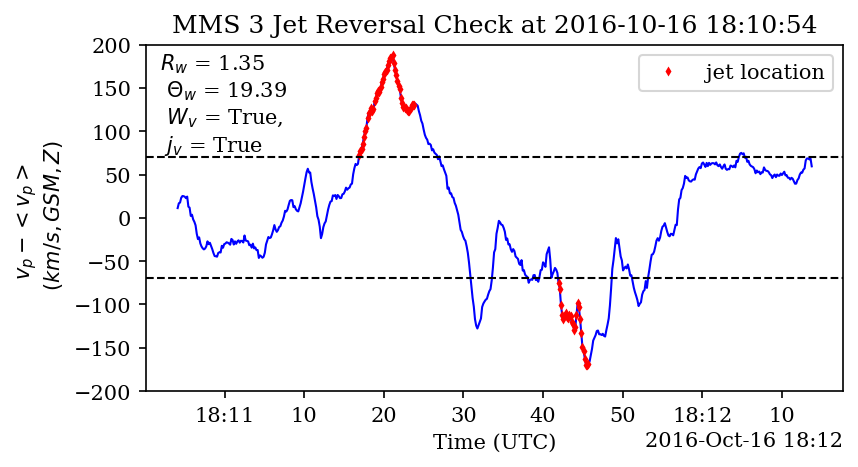 MMS 3 Jet Reversal Check at 2016-10-16 18:10:54
R_w = 1.35
Θ_w = 19.39
W_v = True,
j_v = True
jet location
200
150
100
50
0
−50
−100
−150
−200
v_p − < v_p >
(km/s, GSM, Z)
18:11 10 20 30 40 50 18:12 10
Time (UTC)
2016-Oct-16 18:12